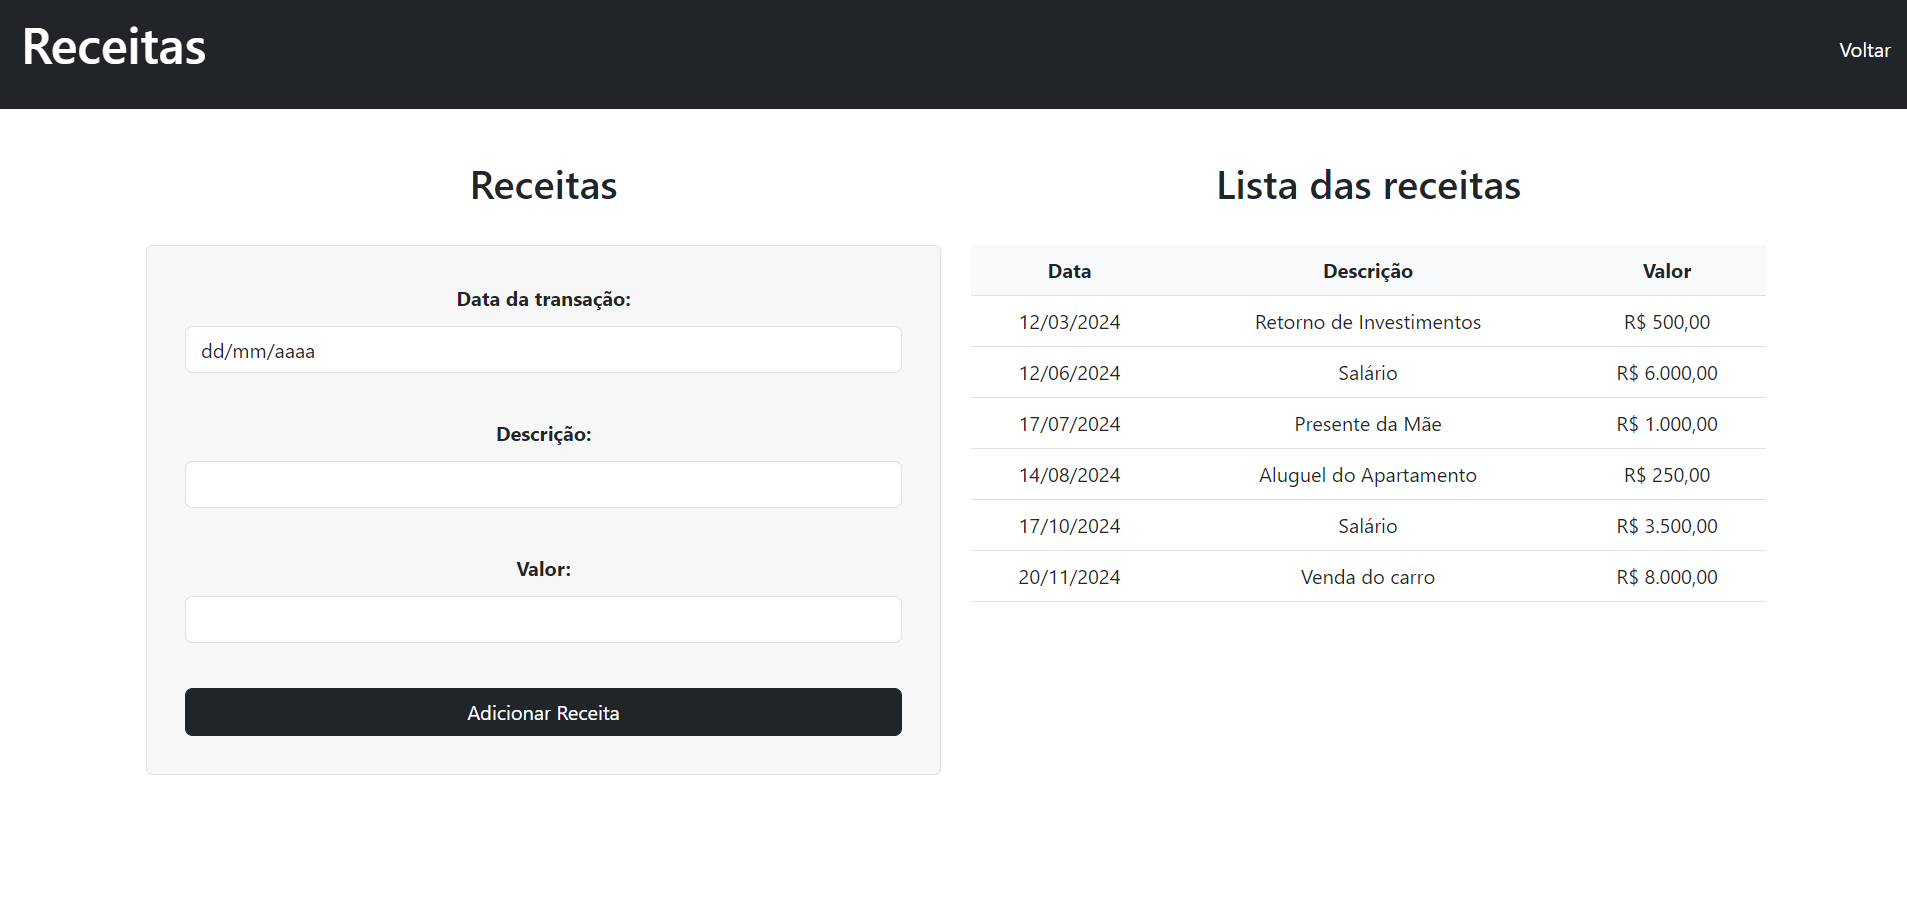 Receitas
Voltar
Receitas
Data da transação:
dd/mm/aaaa
Descrição:
Valor:
Adicionar Receita
Lista das receitas
Data Descrição Valor
12/03/2024 Retorno de Investimentos R$ 500,00
12/06/2024 Salário R$ 6.000,00
17/07/2024 Presente da Mãe R$ 1.000,00
14/08/2024 Aluguel do Apartamento R$ 250,00
17/10/2024 Salário R$ 3.500,00
20/11/2024 Venda do carro R$ 8.000,00